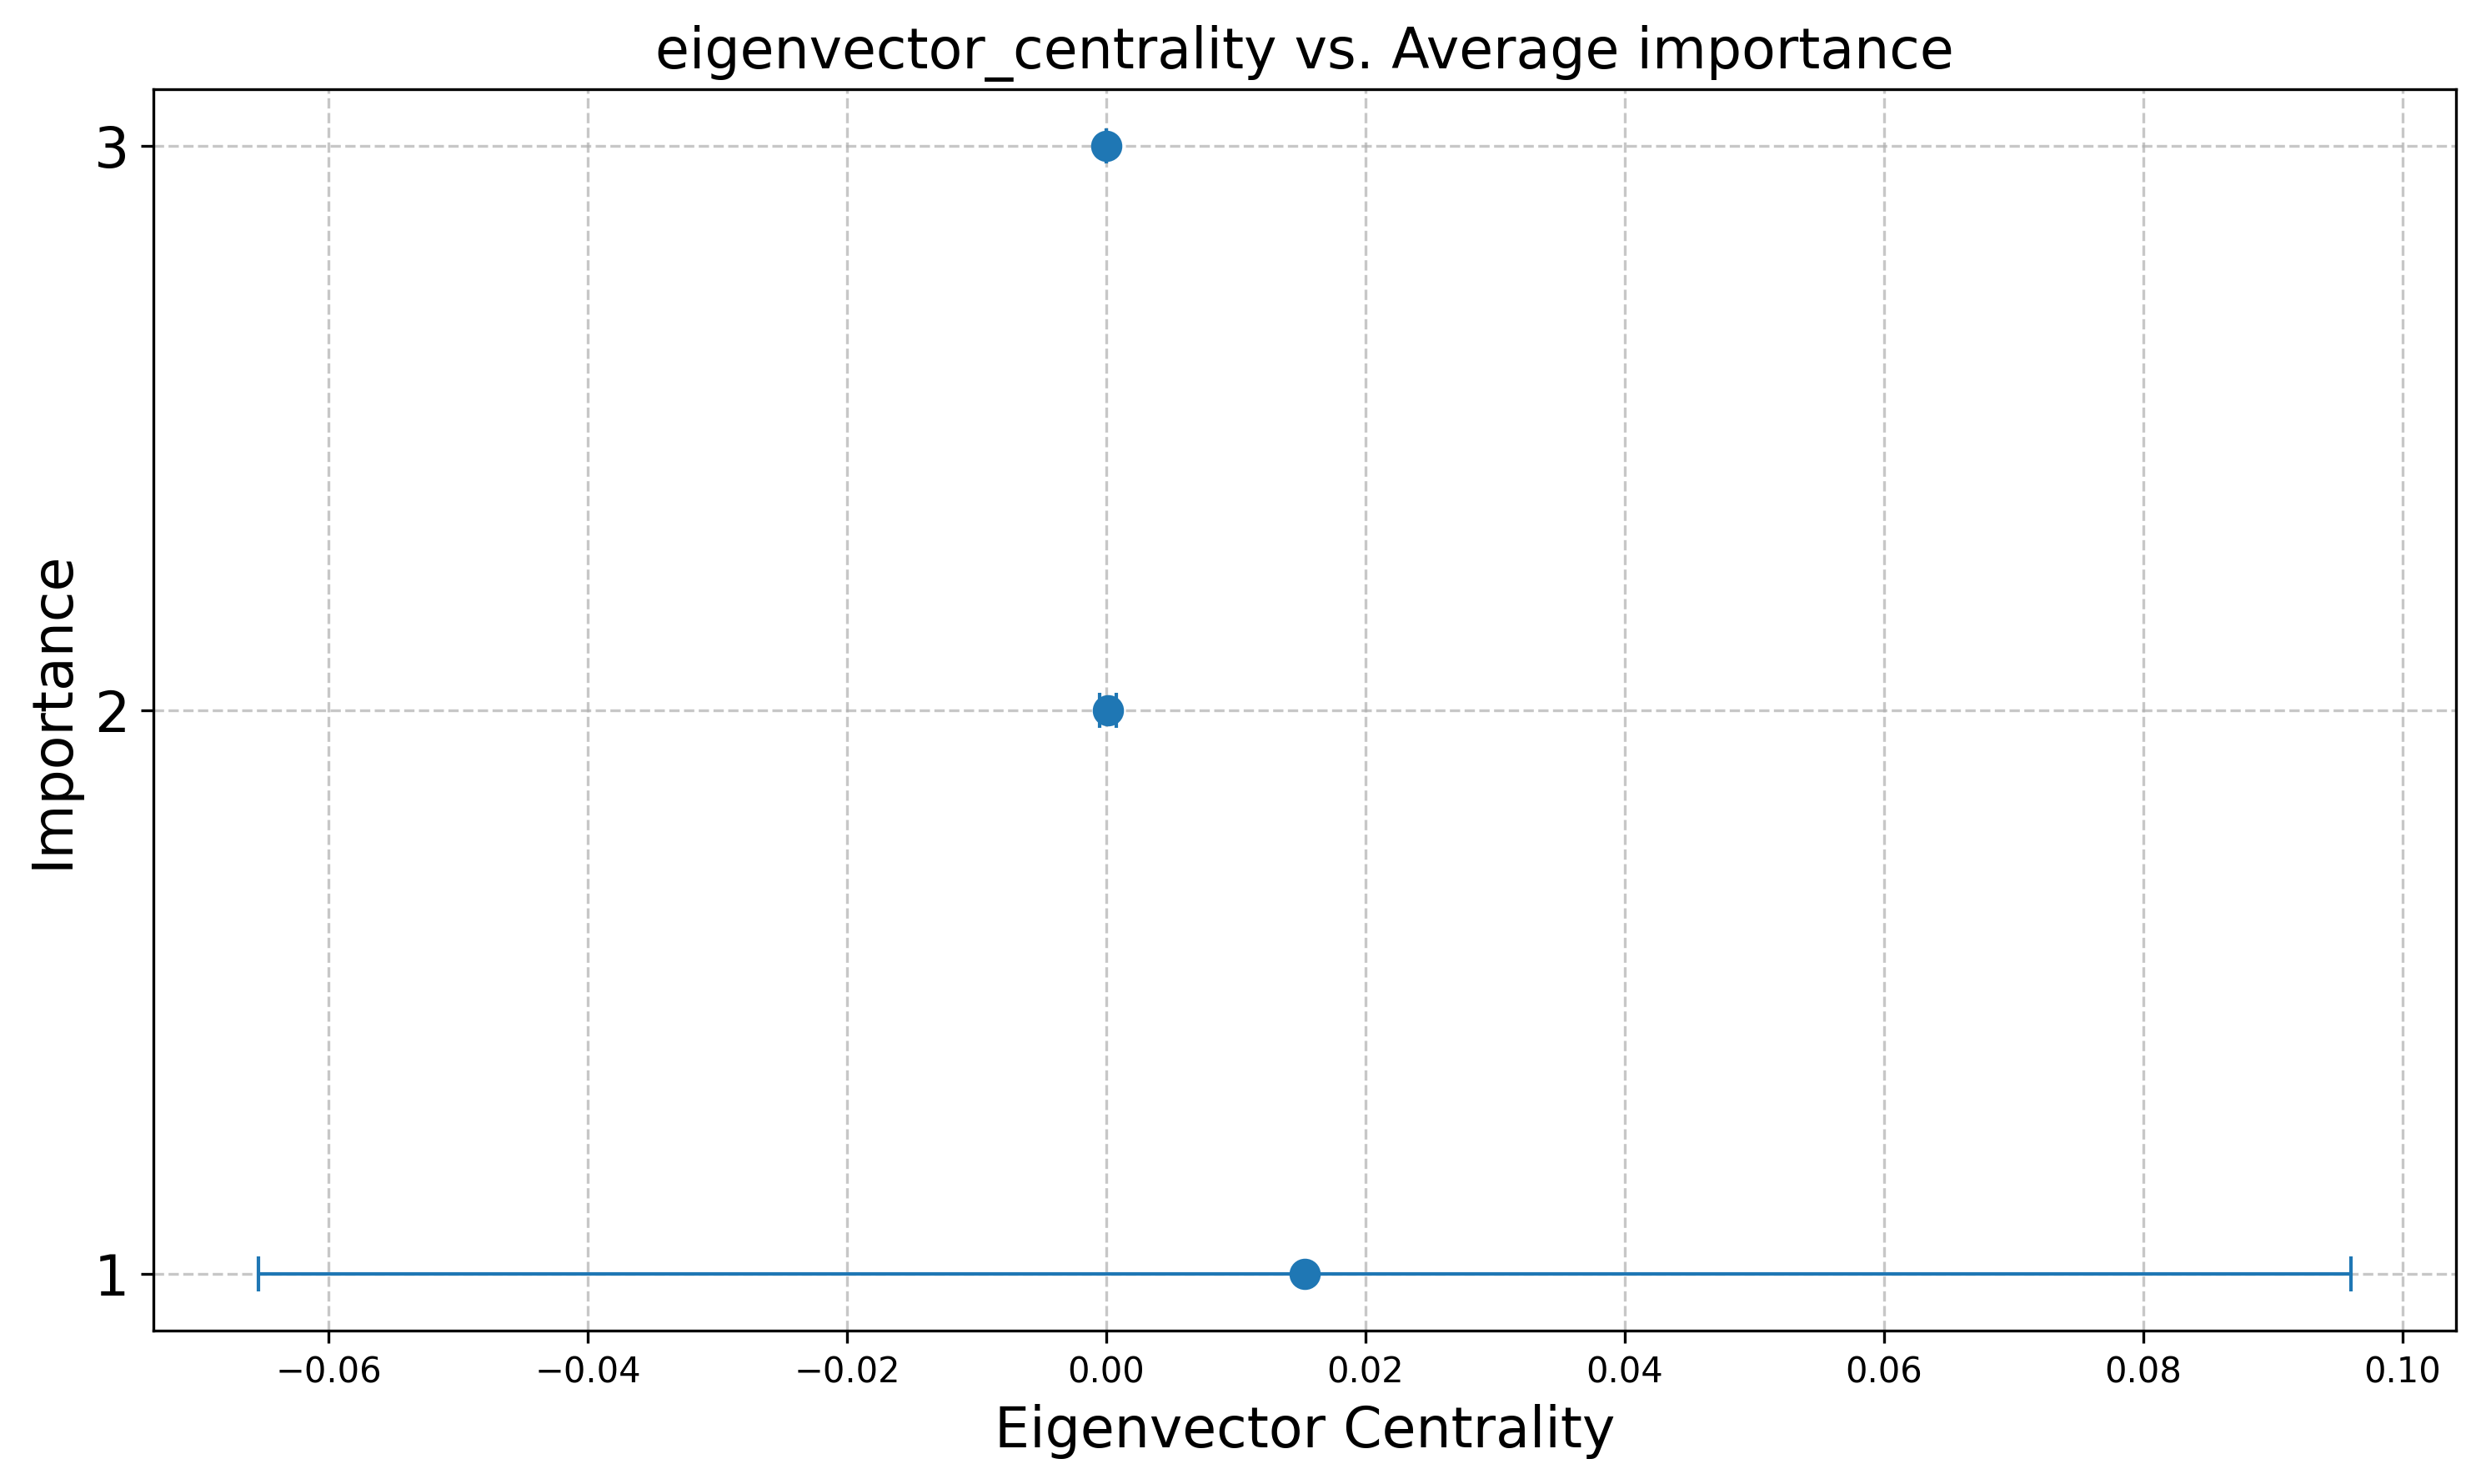 eigenvector_centrality vs. Average importance
3
2
1
Importance
−0.06 −0.04 −0.02 0.00 0.02 0.04 0.06 0.08 0.10
Eigenvector Centrality